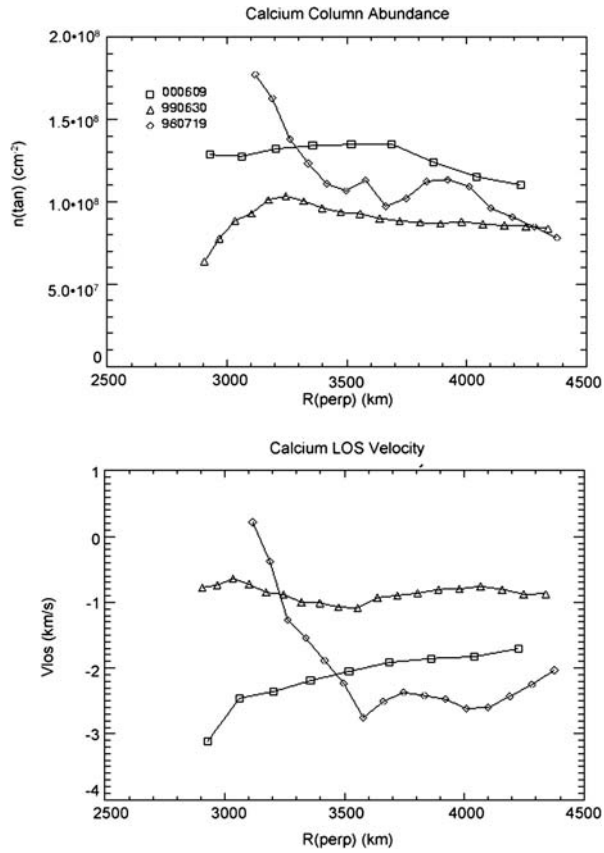 Calcium Column Abundance
2.0•10⁸
000609
990630
980719
1.5•10⁸
1.0•10⁸
5.0•10⁷
0
n(tan) (cm⁻²)
2500 3000 3500 4000 4500
R(perp) (km)
Calcium LOS Velocity
1
0
-1
-2
-3
-4
Vlos (km/s)
2500 3000 3500 4000 4500
R(perp) (km)